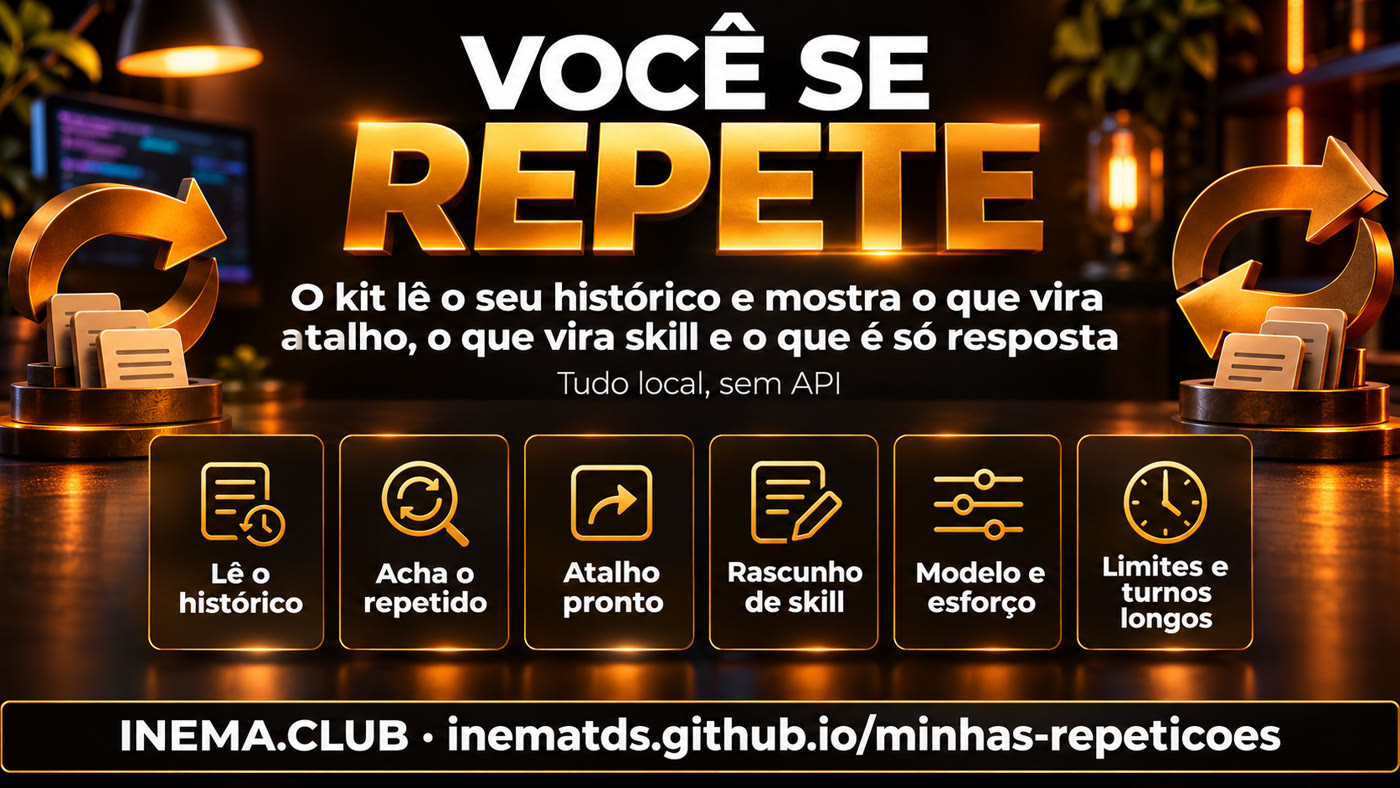 VOCÊ SE
REPETE
O kit lê o seu histórico e mostra o que vira
atalho, o que vira skill e o que é só resposta
Tudo local, sem API
Lê o
histórico
Acha o
repetido
Atalho
pronto
Rascunho
de skill
Modelo e
esforço
Limites e
turnos
longos
INEMA.CLUB · inematds.github.io/minhas-repeticoes